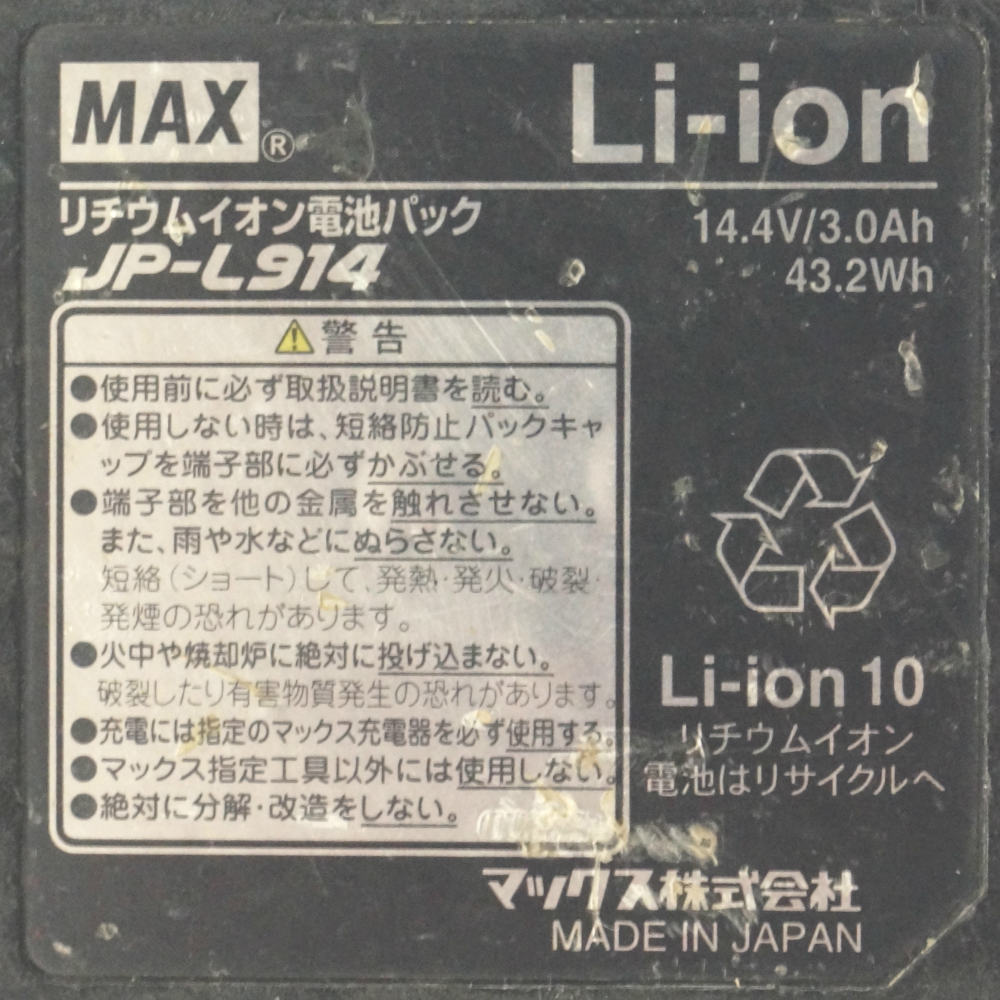 MAX®
Li-ion
リチウムイオン電池パック
JP-L914
14.4V/3.0Ah
43.2Wh
警告
●使用前に必ず取扱説明書を読む。
●使用しない時は、短絡防止パックキャ
ップを端子部に必ずかぶせる。
●端子部を他の金属を触れさせない。
また、雨や水などにぬらさない。
短絡(ショート)して、発熱・発火・破裂・
発煙の恐れがあります。
●火中や焼却炉に絶対に投げ込まない。
破裂したり有害物質発生の恐れがあります。
●充電には指定のマックス充電器を必ず使用する。
●マックス指定工具以外には使用しない。
●絶対に分解・改造をしない。
Li-ion 10
リチウムイオン
電池はリサイクルへ
マックス株式会社
MADE IN JAPAN